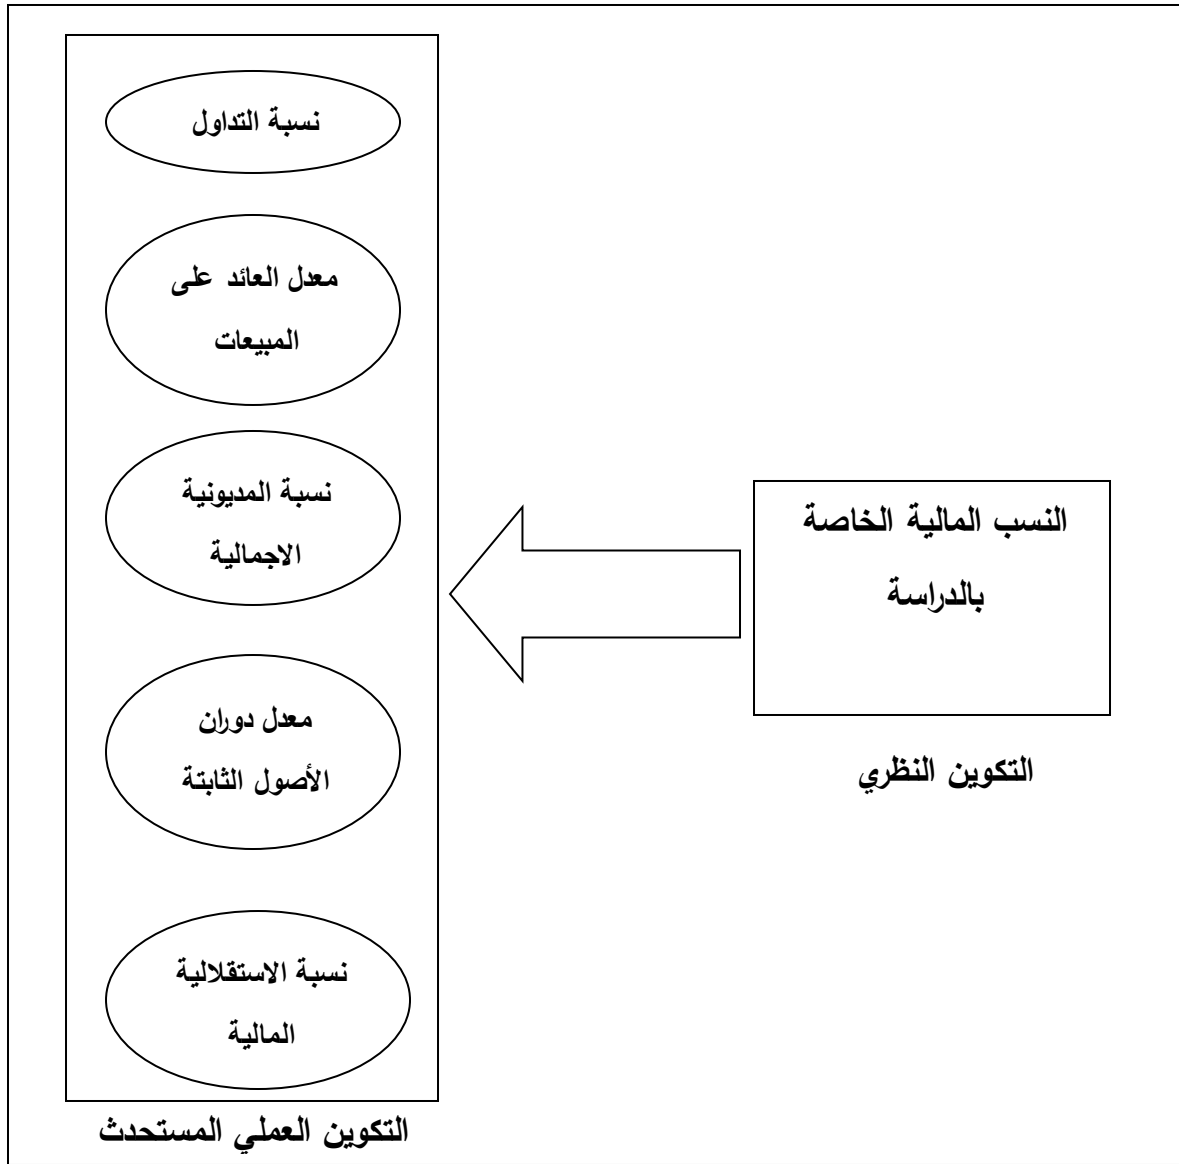 النسب المالية الخاصة
بالدراسة
التكوين النظري
نسبة التداول
معدل العائد على
المبيعات
نسبة المديونية
الاجمالية
معدل دوران
الأصول الثابتة
نسبة الاستقلالية
المالية
التكوين العملي المستحدث